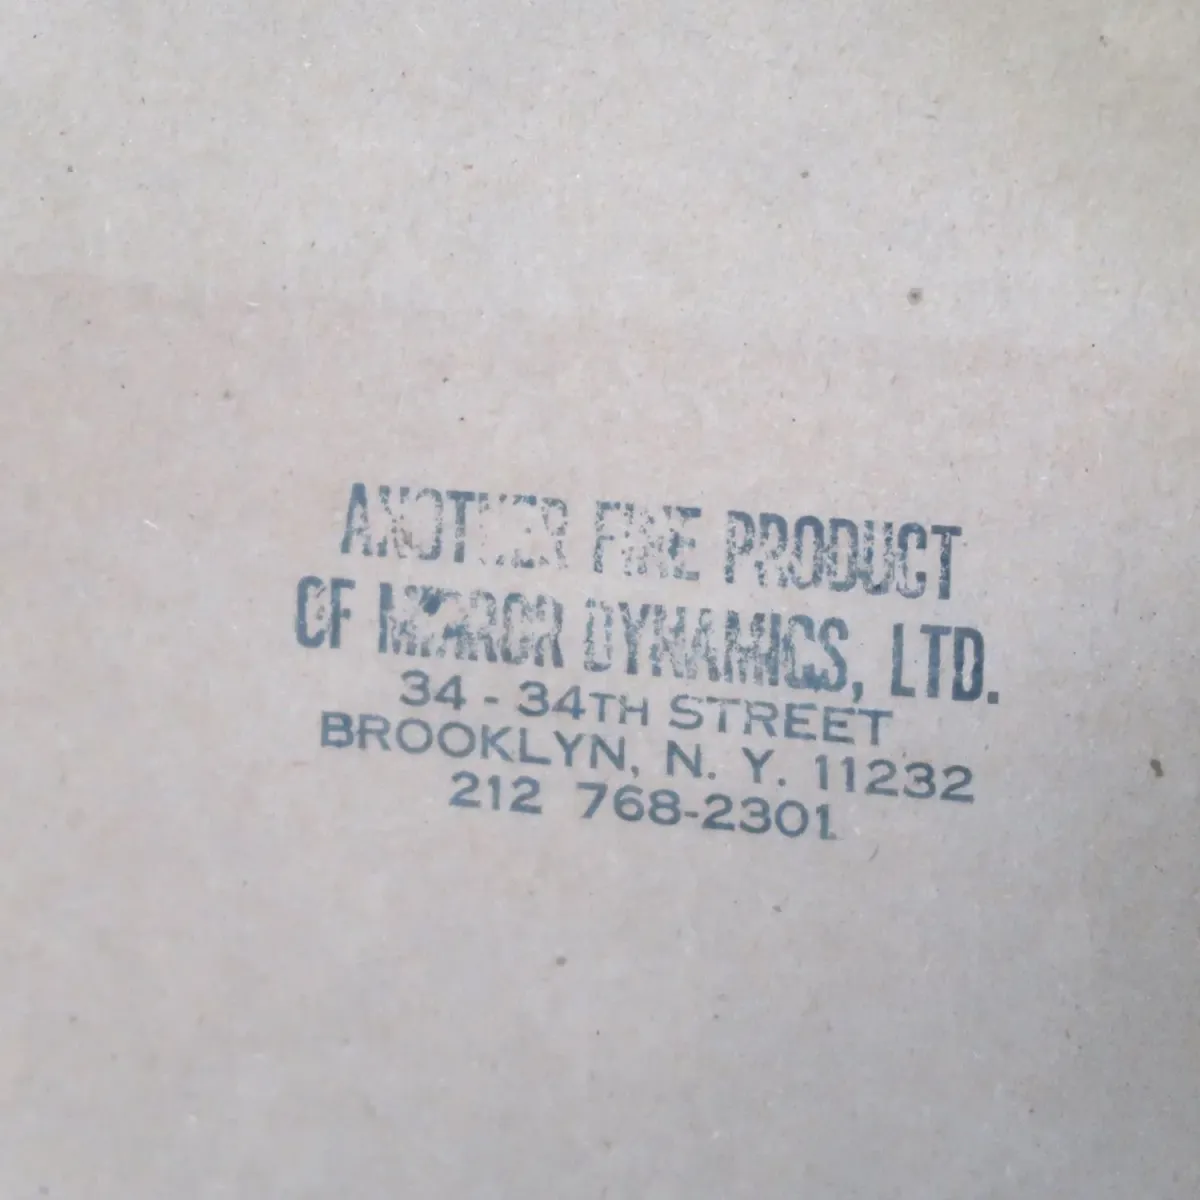 ANOTHER FINE PRODUCT
OF MIRROR DYNAMICS, LTD.
34 - 34TH STREET
BROOKLYN, N. Y. 11232
212 768-2301